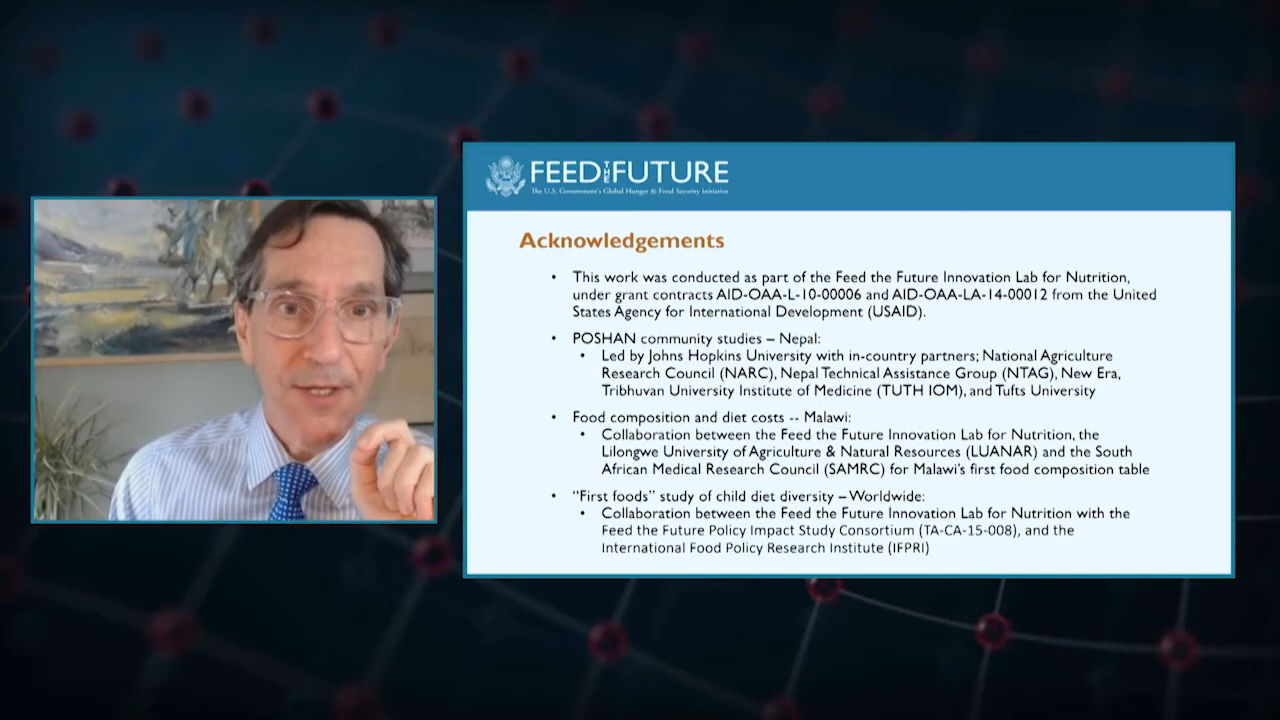 FEED THE FUTURE
The U.S. Government's Global Hunger & Food Security Initiative
Acknowledgements
• This work was conducted as part of the Feed the Future Innovation Lab for Nutrition,
under grant contracts AID-OAA-L-10-00006 and AID-OAA-LA-14-00012 from the United
States Agency for International Development (USAID).
• POSHAN community studies – Nepal:
• Led by Johns Hopkins University with in-country partners; National Agriculture
Research Council (NARC), Nepal Technical Assistance Group (NTAG), New Era,
Tribhuvan University Institute of Medicine (TUTH IOM), and Tufts University
• Food composition and diet costs -- Malawi:
• Collaboration between the Feed the Future Innovation Lab for Nutrition, the
Lilongwe University of Agriculture & Natural Resources (LUANAR) and the South
African Medical Research Council (SAMRC) for Malawi's first food composition table
• "First foods" study of child diet diversity – Worldwide:
• Collaboration between the Feed the Future Innovation Lab for Nutrition with the
Feed the Future Policy Impact Study Consortium (TA-CA-15-008), and the
International Food Policy Research Institute (IFPRI)